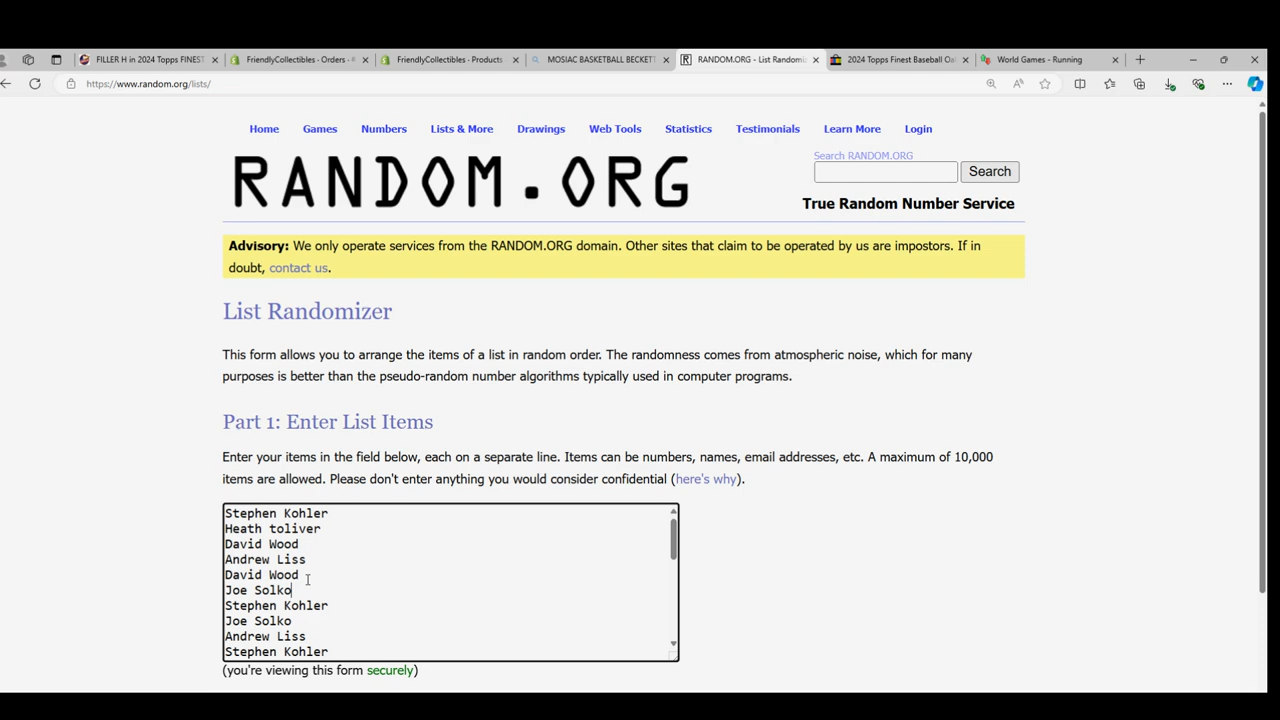 FILLER H in 2024 Topps FINEST
FriendlyCollectibles - Orders -
FriendlyCollectibles - Products
MOSIAC BASKETBALL BECKETT
RANDOM.ORG - List Randomi
2024 Topps Finest Baseball
World Games - Running
https://www.random.org/lists/
Home Games Numbers Lists & More Drawings Web Tools Statistics Testimonials Learn More Login
Search RANDOM.ORG
RANDOM.ORG
Search
True Random Number Service
Advisory: We only operate services from the RANDOM.ORG domain. Other sites that claim to be operated by us are impostors. If in
doubt, contact us.
List Randomizer
This form allows you to arrange the items of a list in random order. The randomness comes from atmospheric noise, which for many
purposes is better than the pseudo-random number algorithms typically used in computer programs.
Part 1: Enter List Items
Enter your items in the field below, each on a separate line. Items can be numbers, names, email addresses, etc. A maximum of 10,000
items are allowed. Please don't enter anything you would consider confidential (here's why).
Stephen Kohler
Heath toliver
David Wood
Andrew Liss
David Wood
Joe Solko
Stephen Kohler
Joe Solko
Andrew Liss
Stephen Kohler
(you're viewing this form securely)